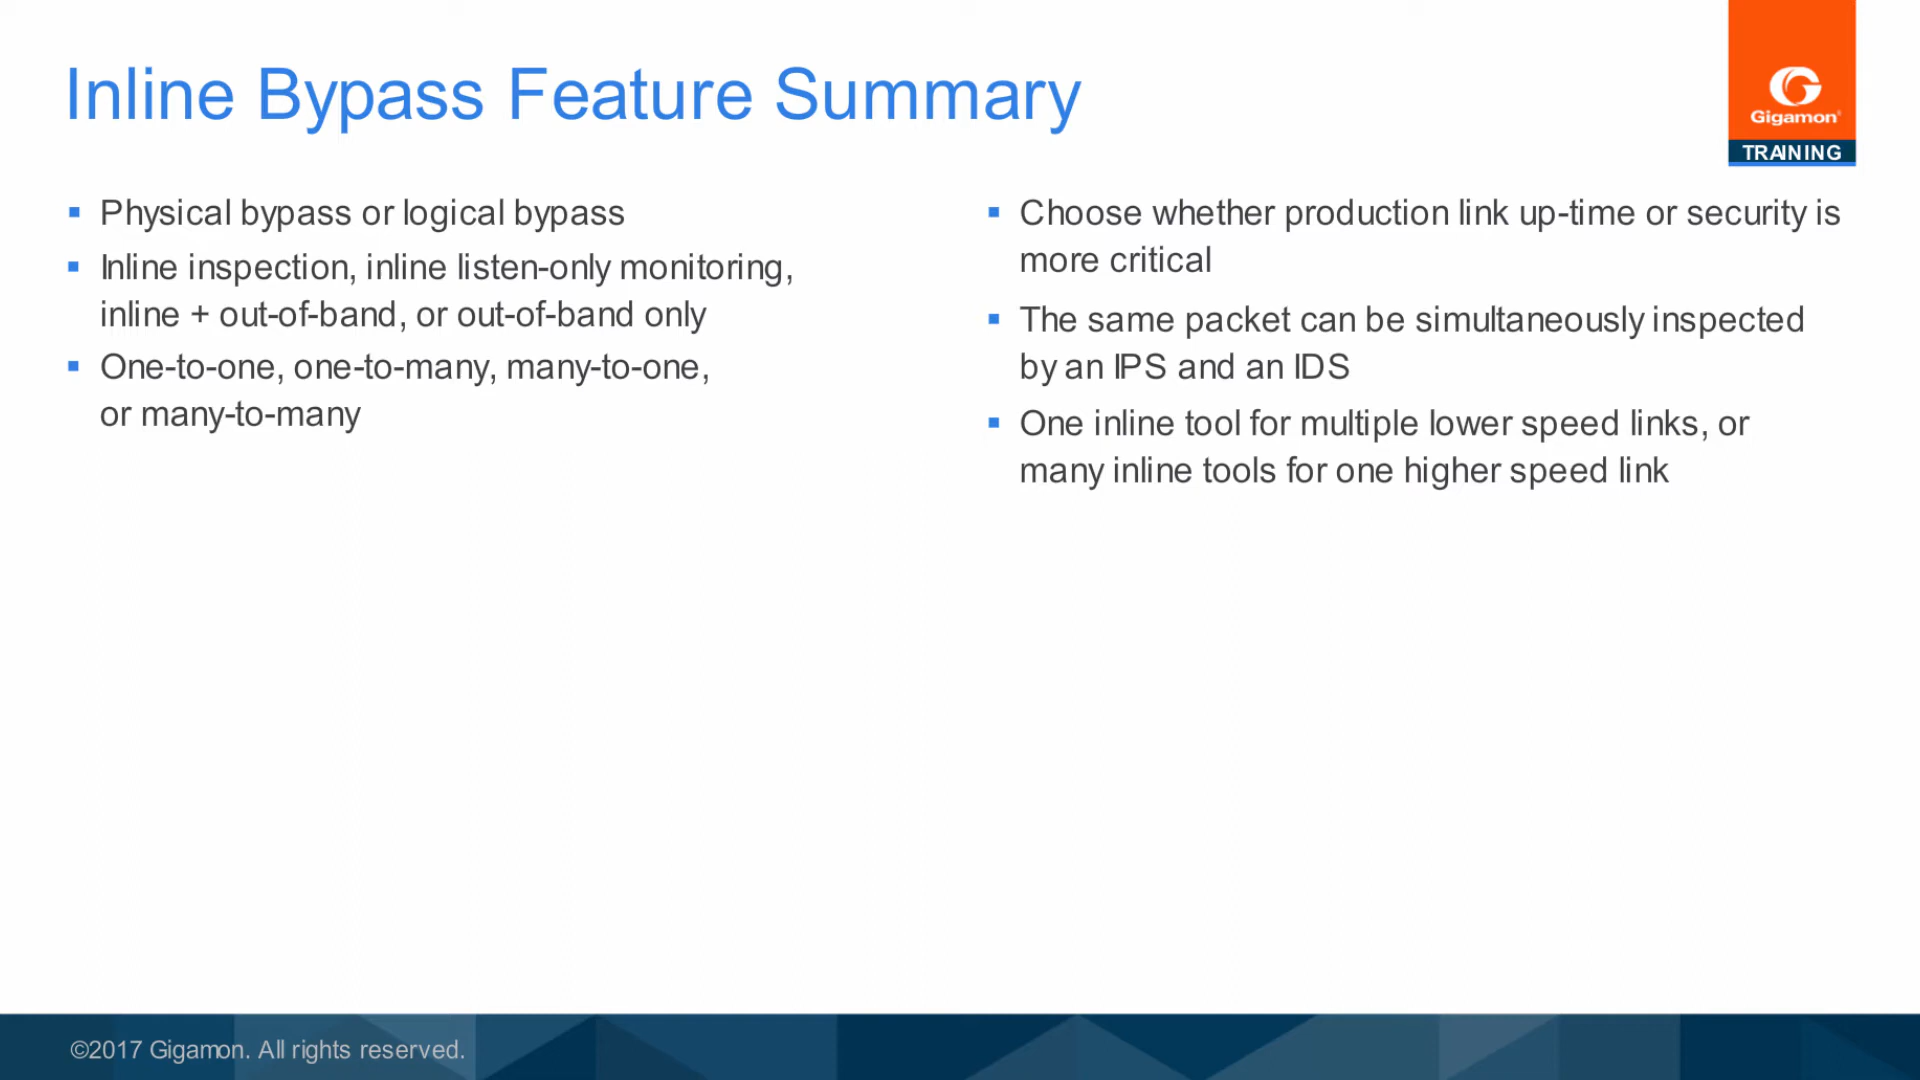 Inline Bypass Feature Summary
Gigamon®
TRAINING
▪ Physical bypass or logical bypass
▪ Inline inspection, inline listen-only monitoring,
inline + out-of-band, or out-of-band only
▪ One-to-one, one-to-many, many-to-one,
or many-to-many
▪ Choose whether production link up-time or security is
more critical
▪ The same packet can be simultaneously inspected
by an IPS and an IDS
▪ One inline tool for multiple lower speed links, or
many inline tools for one higher speed link
©2017 Gigamon. All rights reserved.